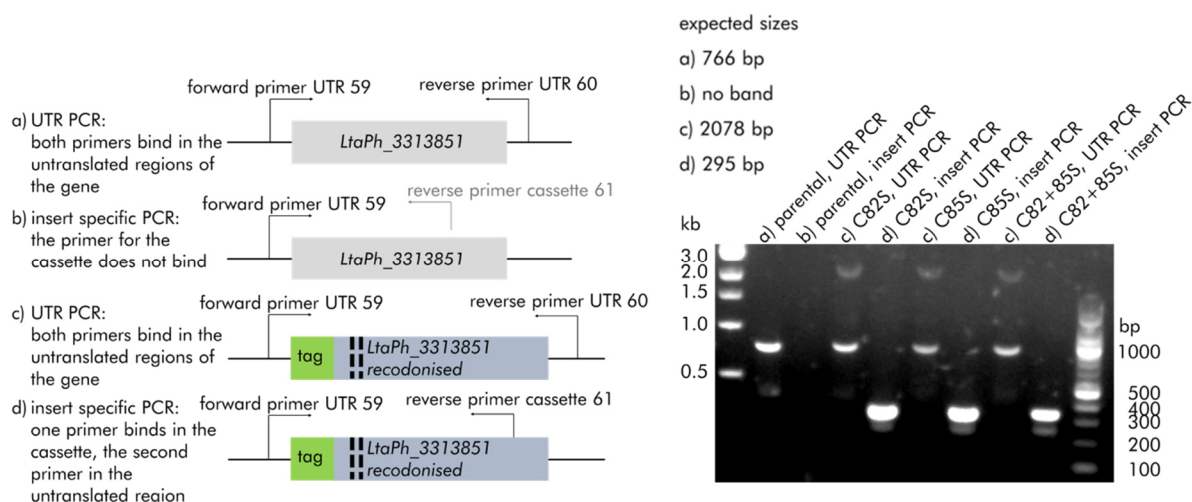 forward primer UTR 59
reverse primer UTR 60
a) UTR PCR:
both primers bind in the
untranslated regions of
the gene
LtaPh_3313851
b) insert specific PCR:
the primer for the
cassette does not bind
forward primer UTR 59
reverse primer cassette 61
LtaPh_3313851
c) UTR PCR:
both primers bind in the
untranslated regions of
the gene
forward primer UTR 59
reverse primer UTR 60
tag
LtaPh_3313851
recodonised
d) insert specific PCR:
one primer binds in the
cassette, the second
primer in the
untranslated region
forward primer UTR 59
reverse primer cassette 61
tag
LtaPh_3313851
recodonised
expected sizes
a) 766 bp
b) no band
c) 2078 bp
d) 295 bp
a) parental, UTR PCR
b) parental, insert PCR
c) C82S, UTR PCR
d) C82S, insert PCR
c) C85S, UTR PCR
d) C85S, insert PCR
c) C82+85S, UTR PCR
d) C82+85S, insert PCR
kb
3.0
2.0
1.5
1.0
0.5
bp
1000
500
400
300
200
100